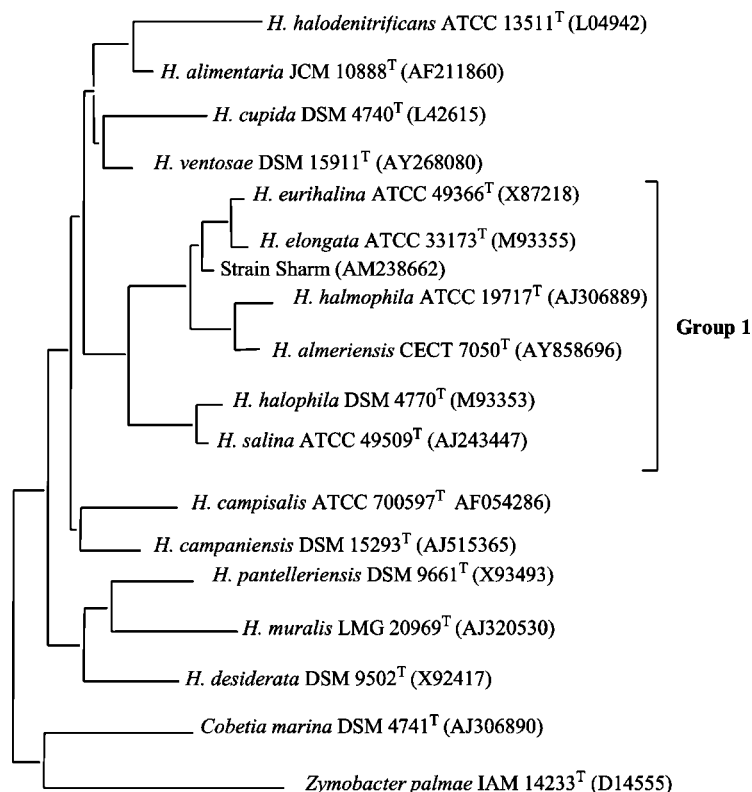 H. halodenitrificans ATCC 13511ᵀ (L04942)
H. alimentaria JCM 10888ᵀ (AF211860)
H. cupida DSM 4740ᵀ (L42615)
H. ventosae DSM 15911ᵀ (AY268080)
H. eurihalina ATCC 49366ᵀ (X87218)
H. elongata ATCC 33173ᵀ (M93355)
Strain Sharm (AM238662)
H. halmophila ATCC 19717ᵀ (AJ306889)
Group 1
H. almeriensis CECT 7050ᵀ (AY858696)
H. halophila DSM 4770ᵀ (M93353)
H. salina ATCC 49509ᵀ (AJ243447)
H. campisalis ATCC 700597ᵀ AF054286)
H. campaniensis DSM 15293ᵀ (AJ515365)
H. pantelleriensis DSM 9661ᵀ (X93493)
H. muralis LMG 20969ᵀ (AJ320530)
H. desiderata DSM 9502ᵀ (X92417)
Cobetia marina DSM 4741ᵀ (AJ306890)
Zymobacter palmae IAM 14233ᵀ (D14555)